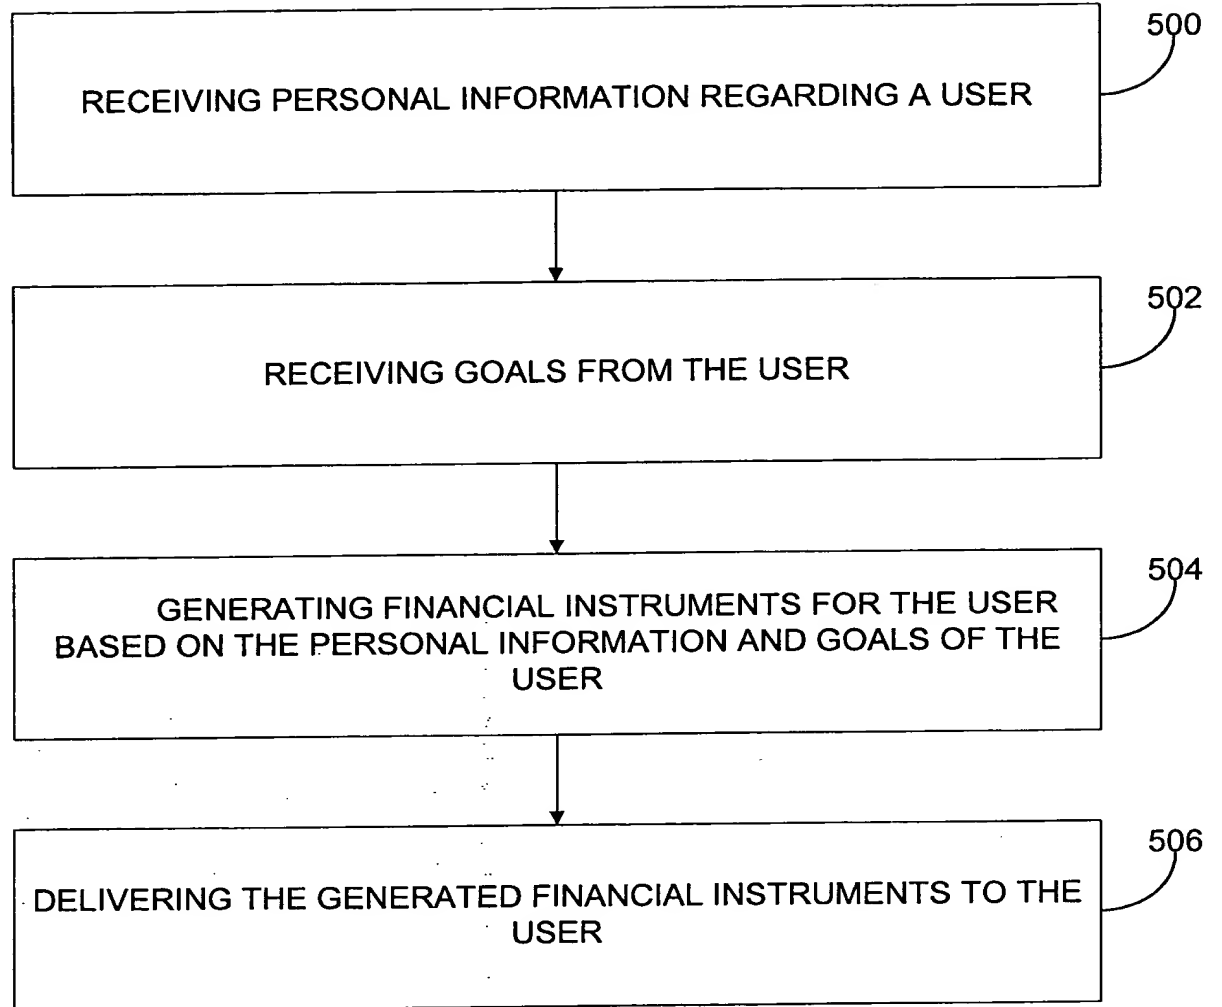 500
RECEIVING PERSONAL INFORMATION REGARDING A USER
502
RECEIVING GOALS FROM THE USER
504
GENERATING FINANCIAL INSTRUMENTS FOR THE USER
BASED ON THE PERSONAL INFORMATION AND GOALS OF THE
USER
506
DELIVERING THE GENERATED FINANCIAL INSTRUMENTS TO THE
USER